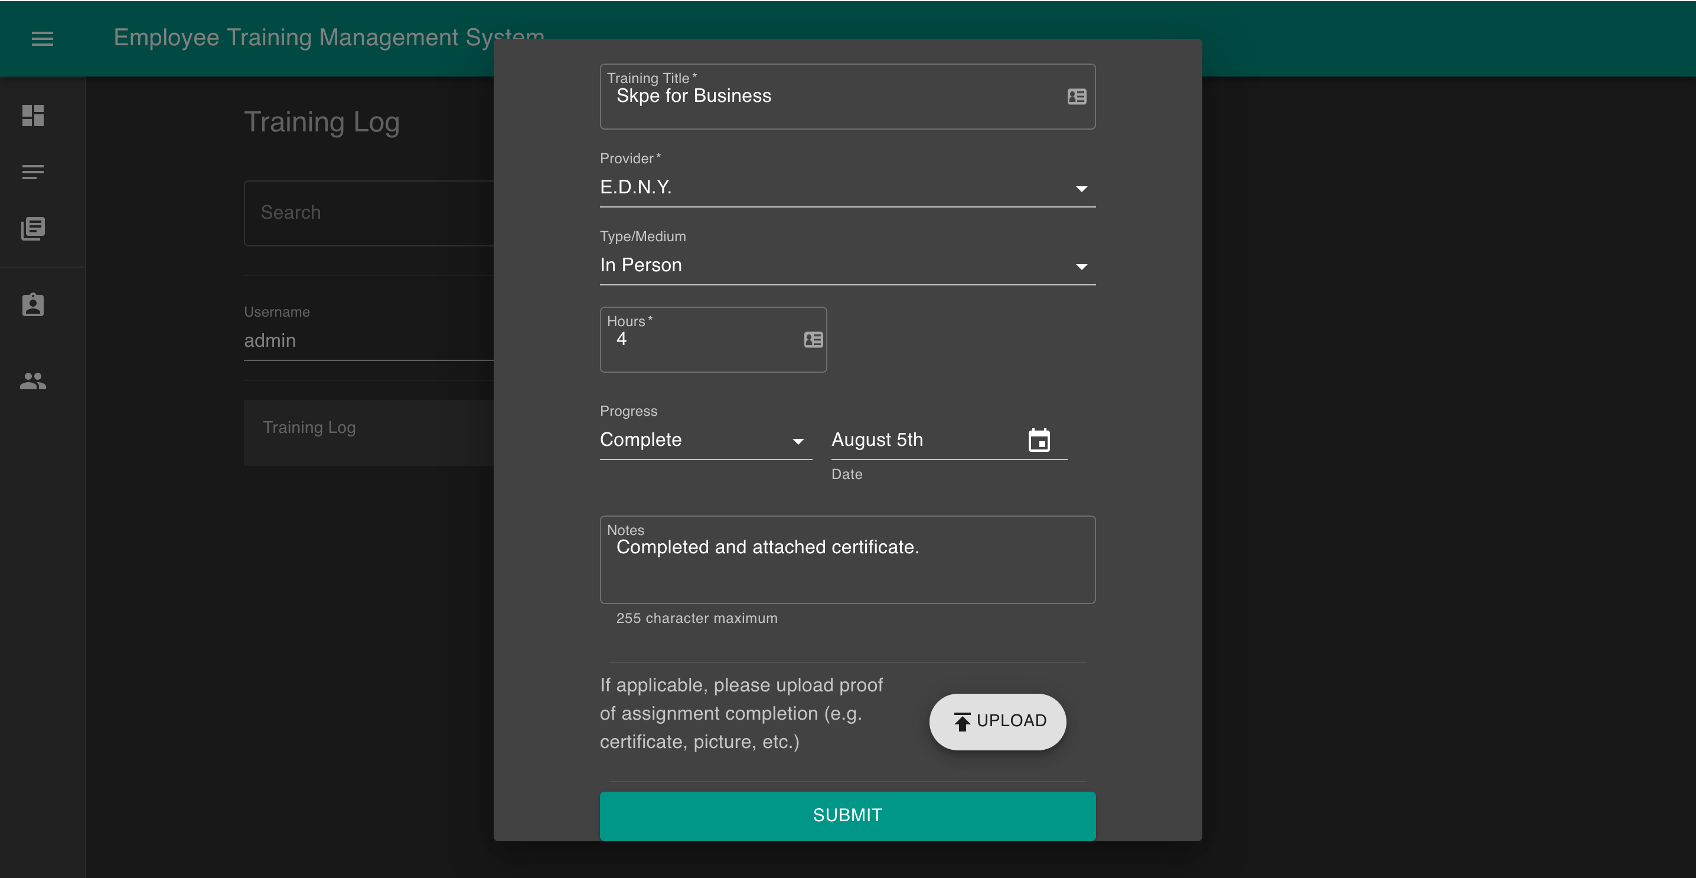 Employee Training Management System
Training Log
Search
Username
admin
Training Log
Training Title *
Skpe for Business
Provider *
E.D.N.Y.
Type/Medium
In Person
Hours *
4
Progress
Complete
August 5th
Date
Notes
Completed and attached certificate.
255 character maximum
If applicable, please upload proof
of assignment completion (e.g.
certificate, picture, etc.)
UPLOAD
SUBMIT